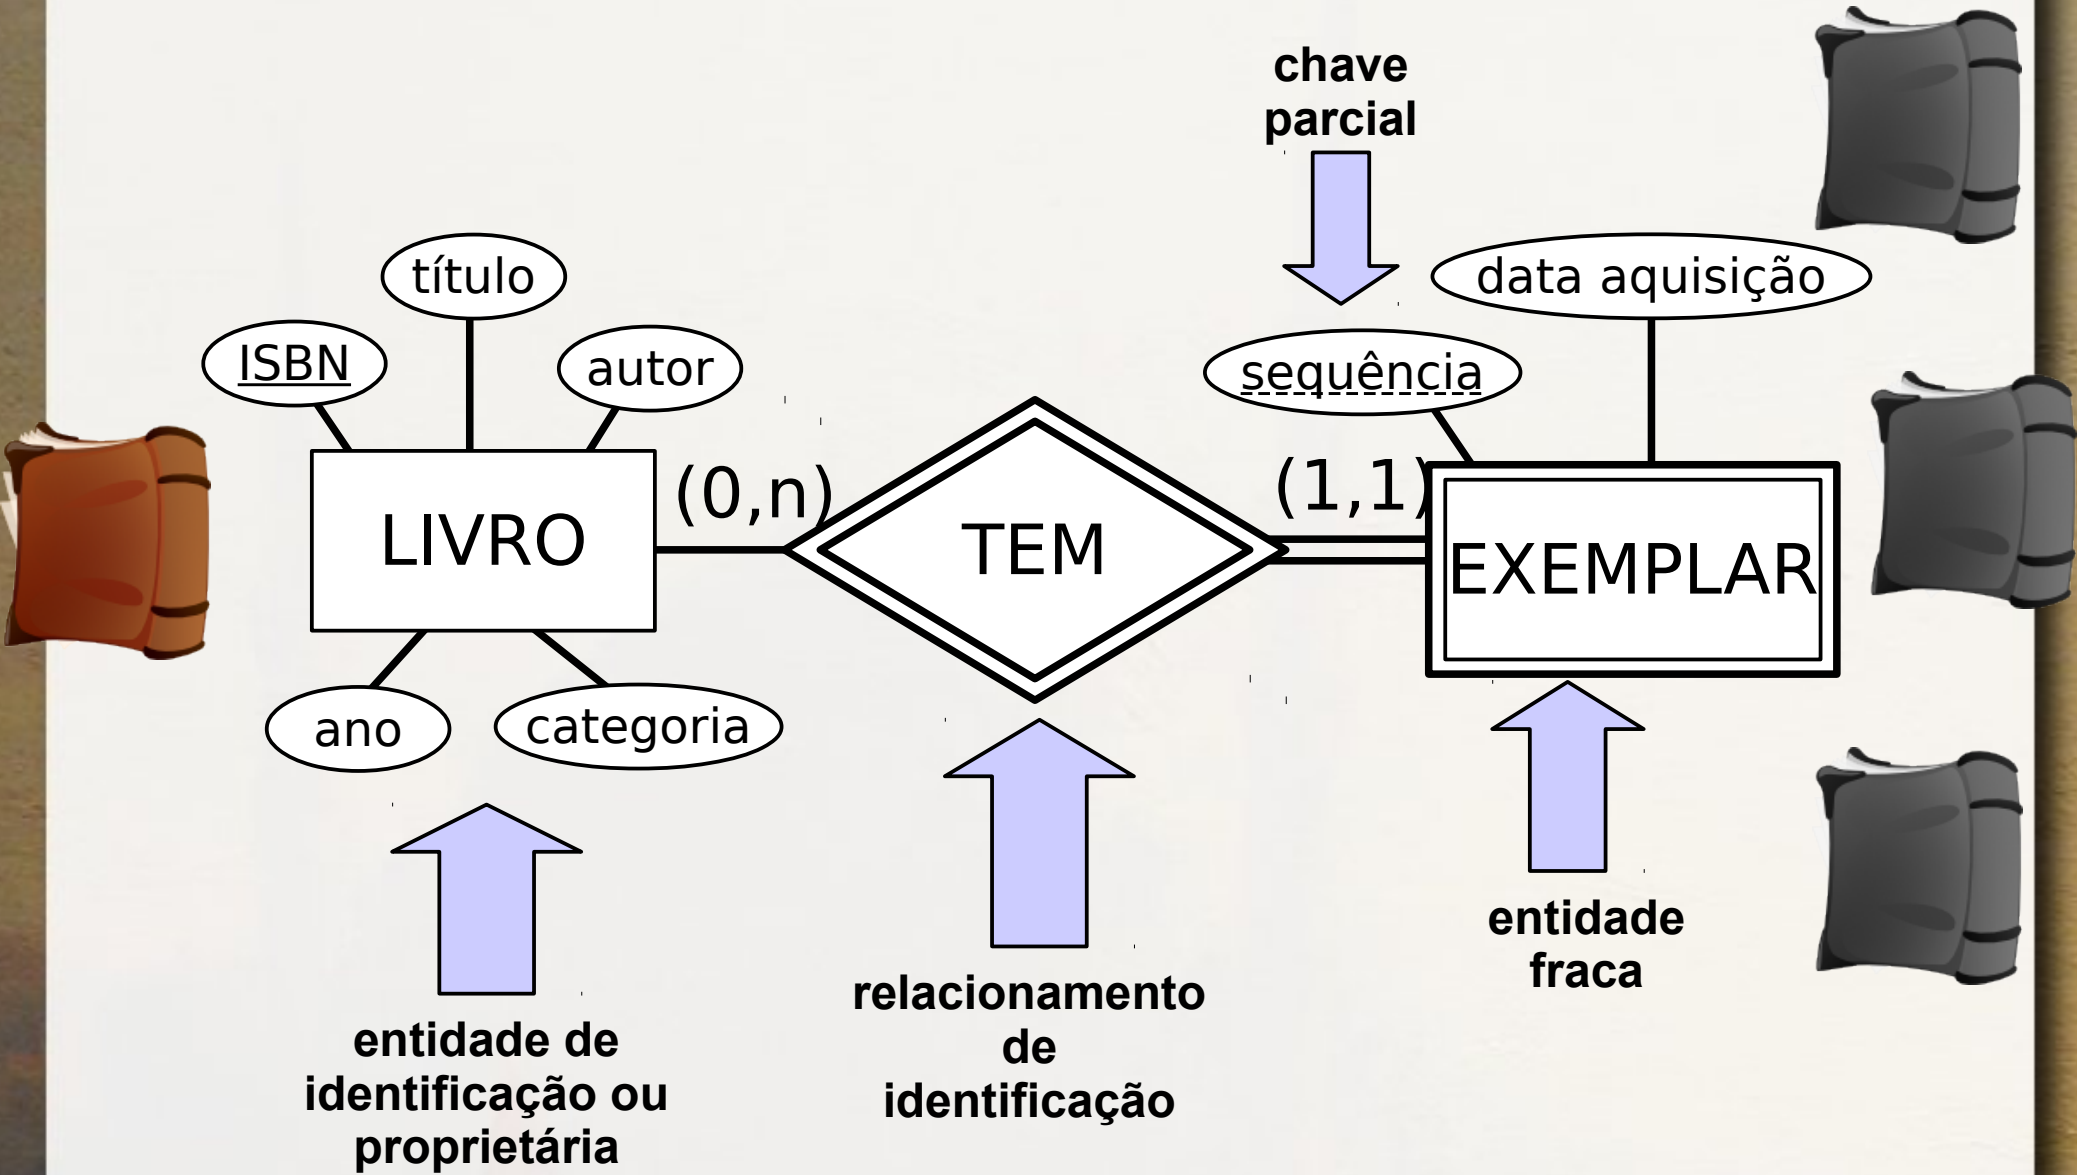 chave
parcial
título
data aquisição
ISBN
autor
sequência
(0,n)
(1,1)
LIVRO
TEM
EXEMPLAR
ano
categoria
entidade
fraca
relacionamento
de
identificação
entidade de
identificação ou
proprietária